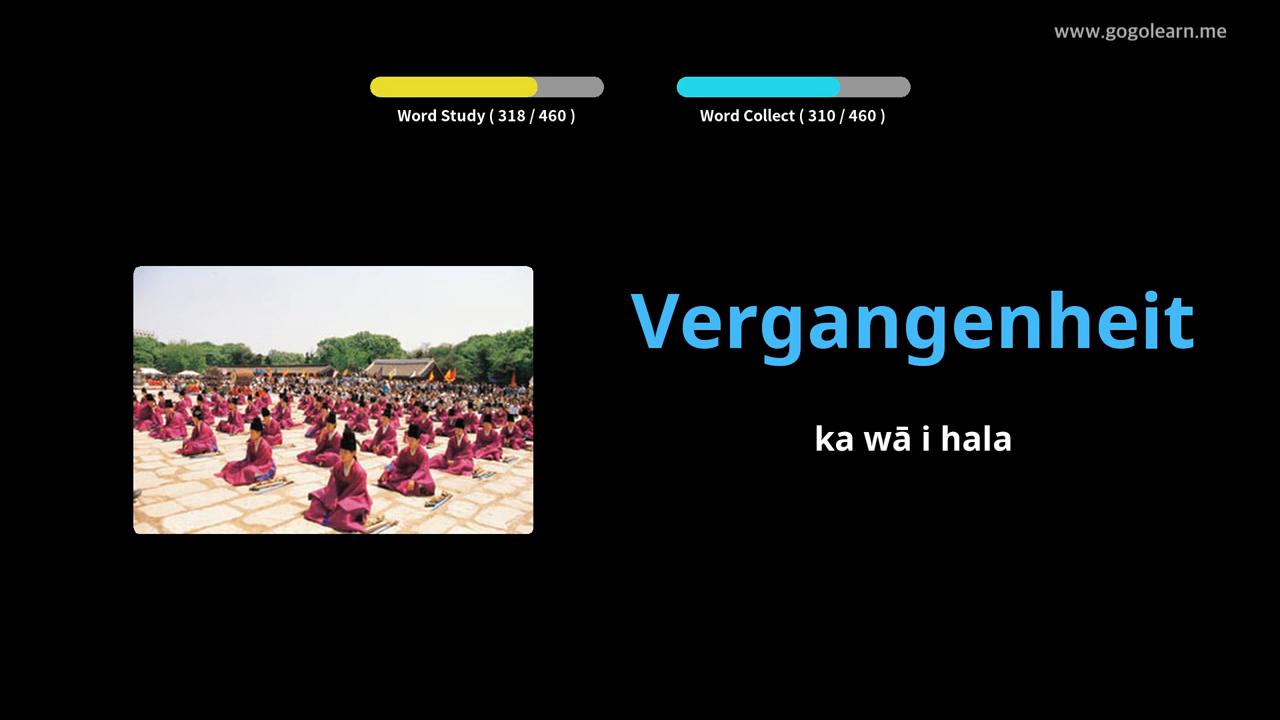 www.gogolearn.me
Word Study ( 318 / 460 )
Word Collect ( 310 / 460 )
Vergangenheit
ka wā i hala